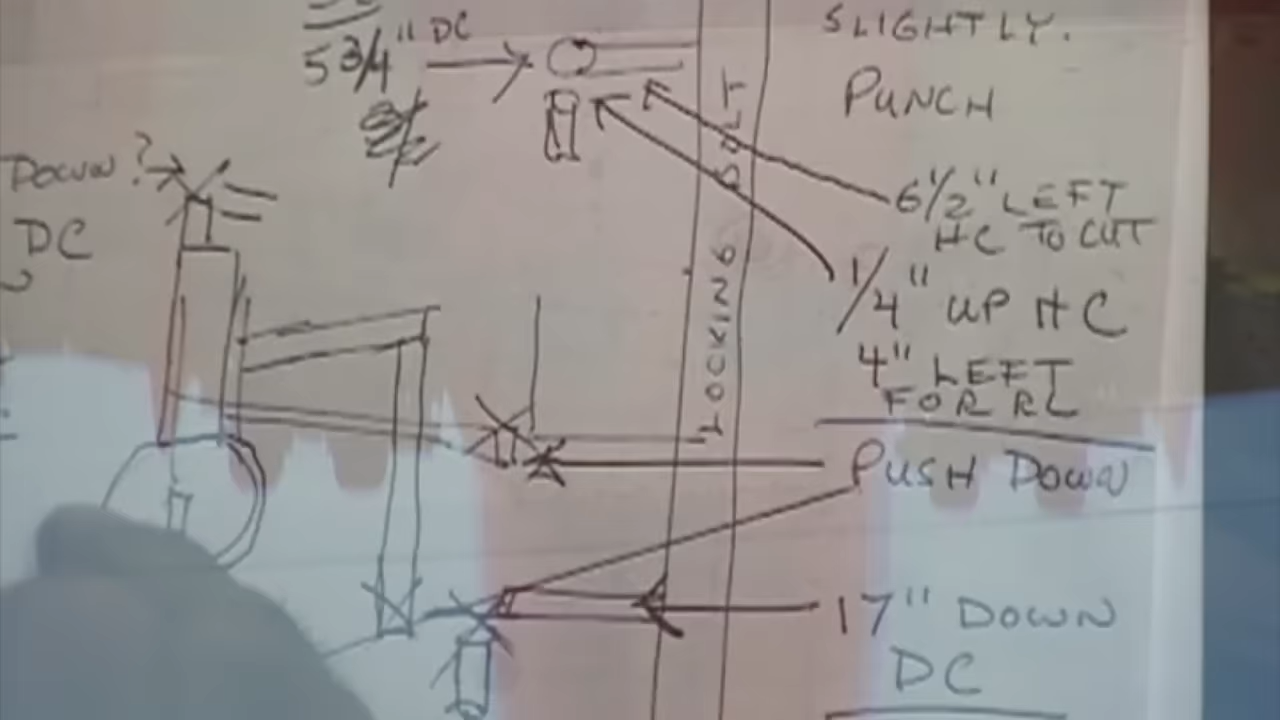 5 3/4" DC
SLIGHTLY.
PUNCH
DOWN?
DC
6 1/2" LEFT
HC TO CUT
1/4" UP HC
4" LEFT
FOR RL
LOCKING BOLT
PUSH DOWN
17" DOWN
DC